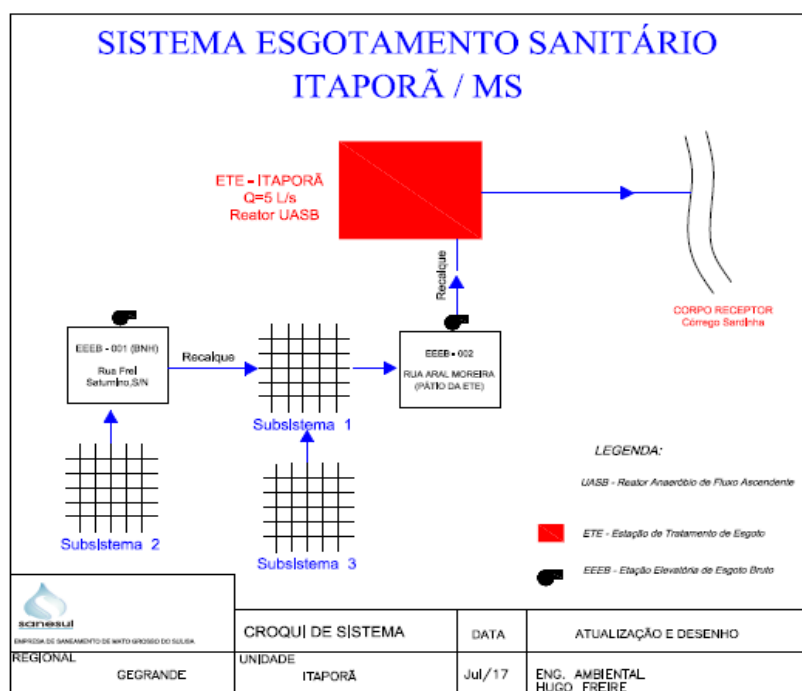 SISTEMA ESGOTAMENTO SANITÁRIO
ITAPORÃ / MS
ETE - ITAPORÃ
Q=5 L/s
Reator UASB
Recalque
CORPO RECEPTOR
Córrego Sardinha
EEEB - 001 (BNH)
Rua Frei
Saturnino,S/N
Recalque
EEEB - 002
RUA ARAL MOREIRA
(PÁTIO DA ETE)
Subsistema 1
Subsistema 2
Subsistema 3
LEGENDA:
UASB - Reator Anaeróbio de Fluxo Ascendente
ETE - Estação de Tratamento de Esgoto
EEEB - Etação Elevatória de Esgoto Bruto
sanesul
EMPRESA DE SANEAMENTO DE MATO GROSSO DO SUL
CROQUI DE SISTEMA
DATA
ATUALIZAÇÃO E DESENHO
REGIONAL
GEGRANDE
UNIDADE
ITAPORÃ
Jul/17
ENG. AMBIENTAL
HUGO FREIRE